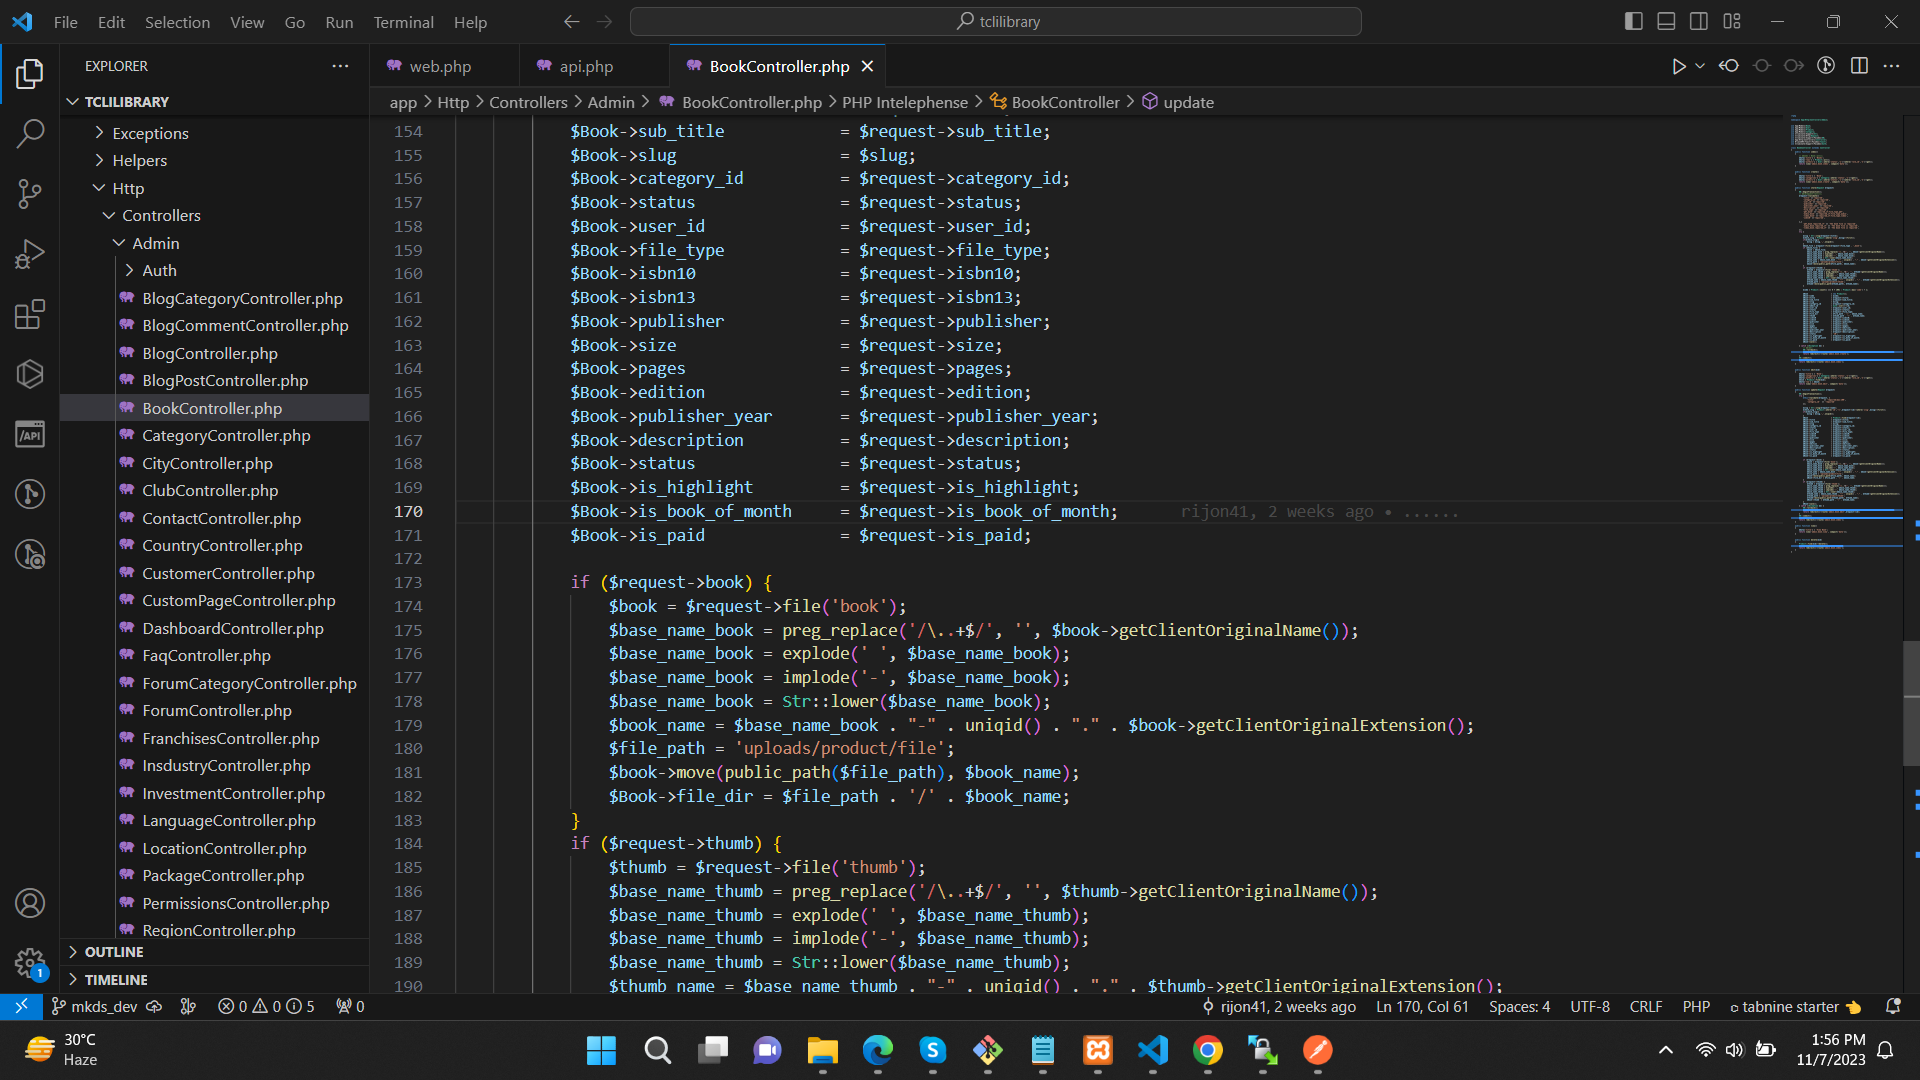 File Edit Selection View Go Run Terminal Help
tclilibrary
EXPLORER
web.php
api.php
BookController.php
TCLILIBRARY
app > Http > Controllers > Admin > BookController.php > PHP Intelephense > BookController > update
Exceptions
Helpers
Http
Controllers
Admin
Auth
BlogCategoryController.php
BlogCommentController.php
BlogController.php
BlogPostController.php
BookController.php
CategoryController.php
CityController.php
ClubController.php
ContactController.php
CountryController.php
CustomerController.php
CustomPageController.php
DashboardController.php
FaqController.php
ForumCategoryController.php
ForumController.php
FranchisesController.php
InsdustryController.php
InvestmentController.php
LanguageController.php
LocationController.php
PackageController.php
PermissionsController.php
RegionController.php
OUTLINE
TIMELINE
154 $Book->sub_title = $request->sub_title;
155 $Book->slug = $slug;
156 $Book->category_id = $request->category_id;
157 $Book->status = $request->status;
158 $Book->user_id = $request->user_id;
159 $Book->file_type = $request->file_type;
160 $Book->isbn10 = $request->isbn10;
161 $Book->isbn13 = $request->isbn13;
162 $Book->publisher = $request->publisher;
163 $Book->size = $request->size;
164 $Book->pages = $request->pages;
165 $Book->edition = $request->edition;
166 $Book->publisher_year = $request->publisher_year;
167 $Book->description = $request->description;
168 $Book->status = $request->status;
169 $Book->is_highlight = $request->is_highlight;
170 $Book->is_book_of_month = $request->is_book_of_month; rijon41, 2 weeks ago • ......
171 $Book->is_paid = $request->is_paid;
172
173 if ($request->book) {
174 $book = $request->file('book');
175 $base_name_book = preg_replace('/\..+$/', '', $book->getClientOriginalName());
176 $base_name_book = explode(' ', $base_name_book);
177 $base_name_book = implode('-', $base_name_book);
178 $base_name_book = Str::lower($base_name_book);
179 $book_name = $base_name_book . "-" . uniqid() . "." . $book->getClientOriginalExtension();
180 $file_path = 'uploads/product/file';
181 $book->move(public_path($file_path), $book_name);
182 $Book->file_dir = $file_path . '/' . $book_name;
183 }
184 if ($request->thumb) {
185 $thumb = $request->file('thumb');
186 $base_name_thumb = preg_replace('/\..+$/', '', $thumb->getClientOriginalName());
187 $base_name_thumb = explode(' ', $base_name_thumb);
188 $base_name_thumb = implode('-', $base_name_thumb);
189 $base_name_thumb = Str::lower($base_name_thumb);
190 $thumb_name = $base_name_thumb . "-" . uniqid() . "." . $thumb->getClientOriginalExtension();
1
mkds_dev 0 0 5 0 rijon41, 2 weeks ago Ln 170, Col 61 Spaces: 4 UTF-8 CRLF PHP tabnine starter
30°C
Haze
1:56 PM
11/7/2023